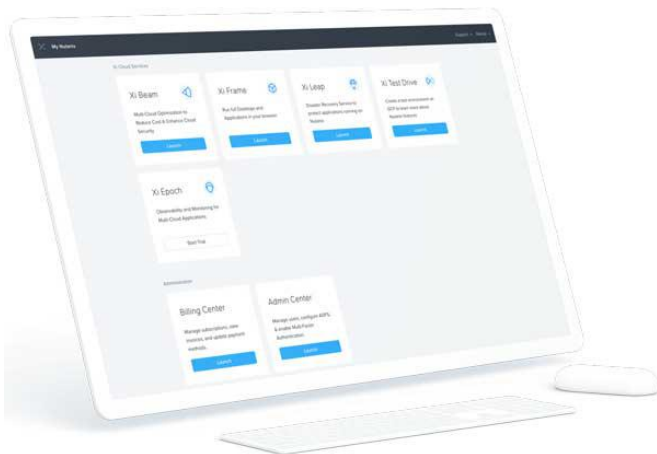 My Nutanix
Support
Xi Cloud Services
Xi Beam
Multi-Cloud Optimization to
Reduce Cost & Enhance Cloud
Security
Launch
Xi Frame
Run full Desktops and
Applications in your browser
Launch
Xi Leap
Disaster Recovery Service to
protect applications running on
Nutanix
Launch
Xi Test Drive
Create a test environment on
GCP to learn more about
Nutanix features
Launch
Xi Epoch
Observability and Monitoring for
Multi-Cloud Applications.
Start Trial
Administration
Billing Center
Manage subscriptions, view
invoices, and update payment
methods.
Launch
Admin Center
Manage users, configure ADFS,
& enable Multi-Factor
Authentication.
Launch